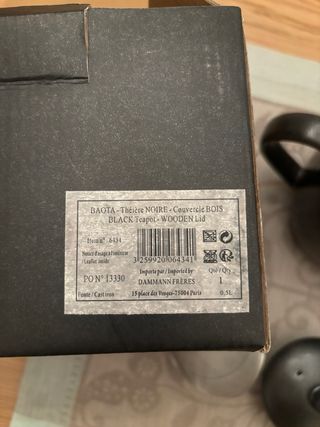 BAOTA - Théière NOIRE - Couvercle BOIS
BLACK Teapot - WOODEN Lid
Item n° 6434
Notice d'usage à l'intérieur
/ Leaflet inside
3 259920 064341
PO N° 13330
Importé par / Imported by
DAMMANN FRÈRES
Qté / Qty
1
Fonte / Cast iron
15 place des Vosges-75004 Paris
0,5L